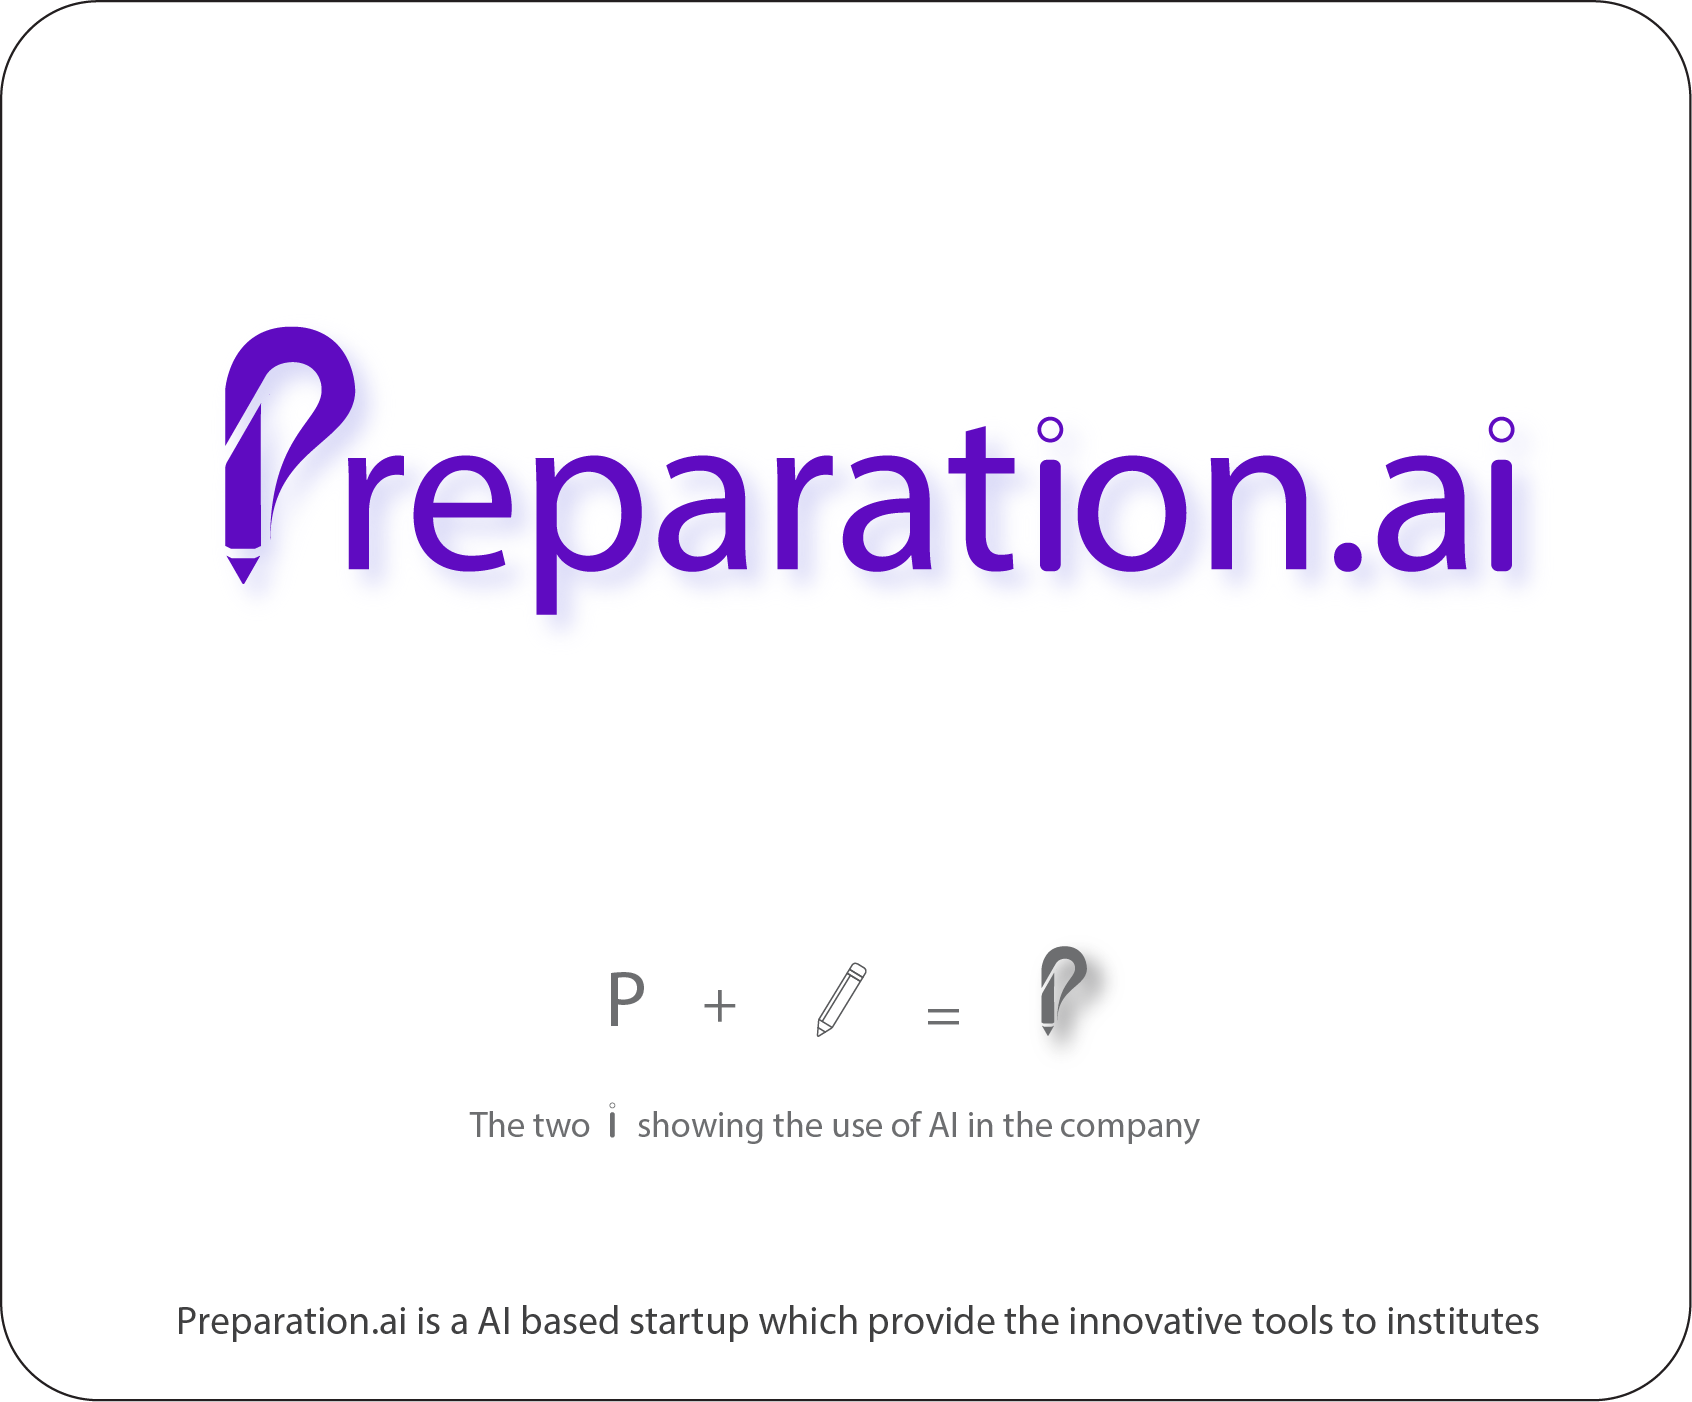 Preparation.ai
P + =
The two i showing the use of AI in the company
Preparation.ai is a AI based startup which provide the innovative tools to institutes